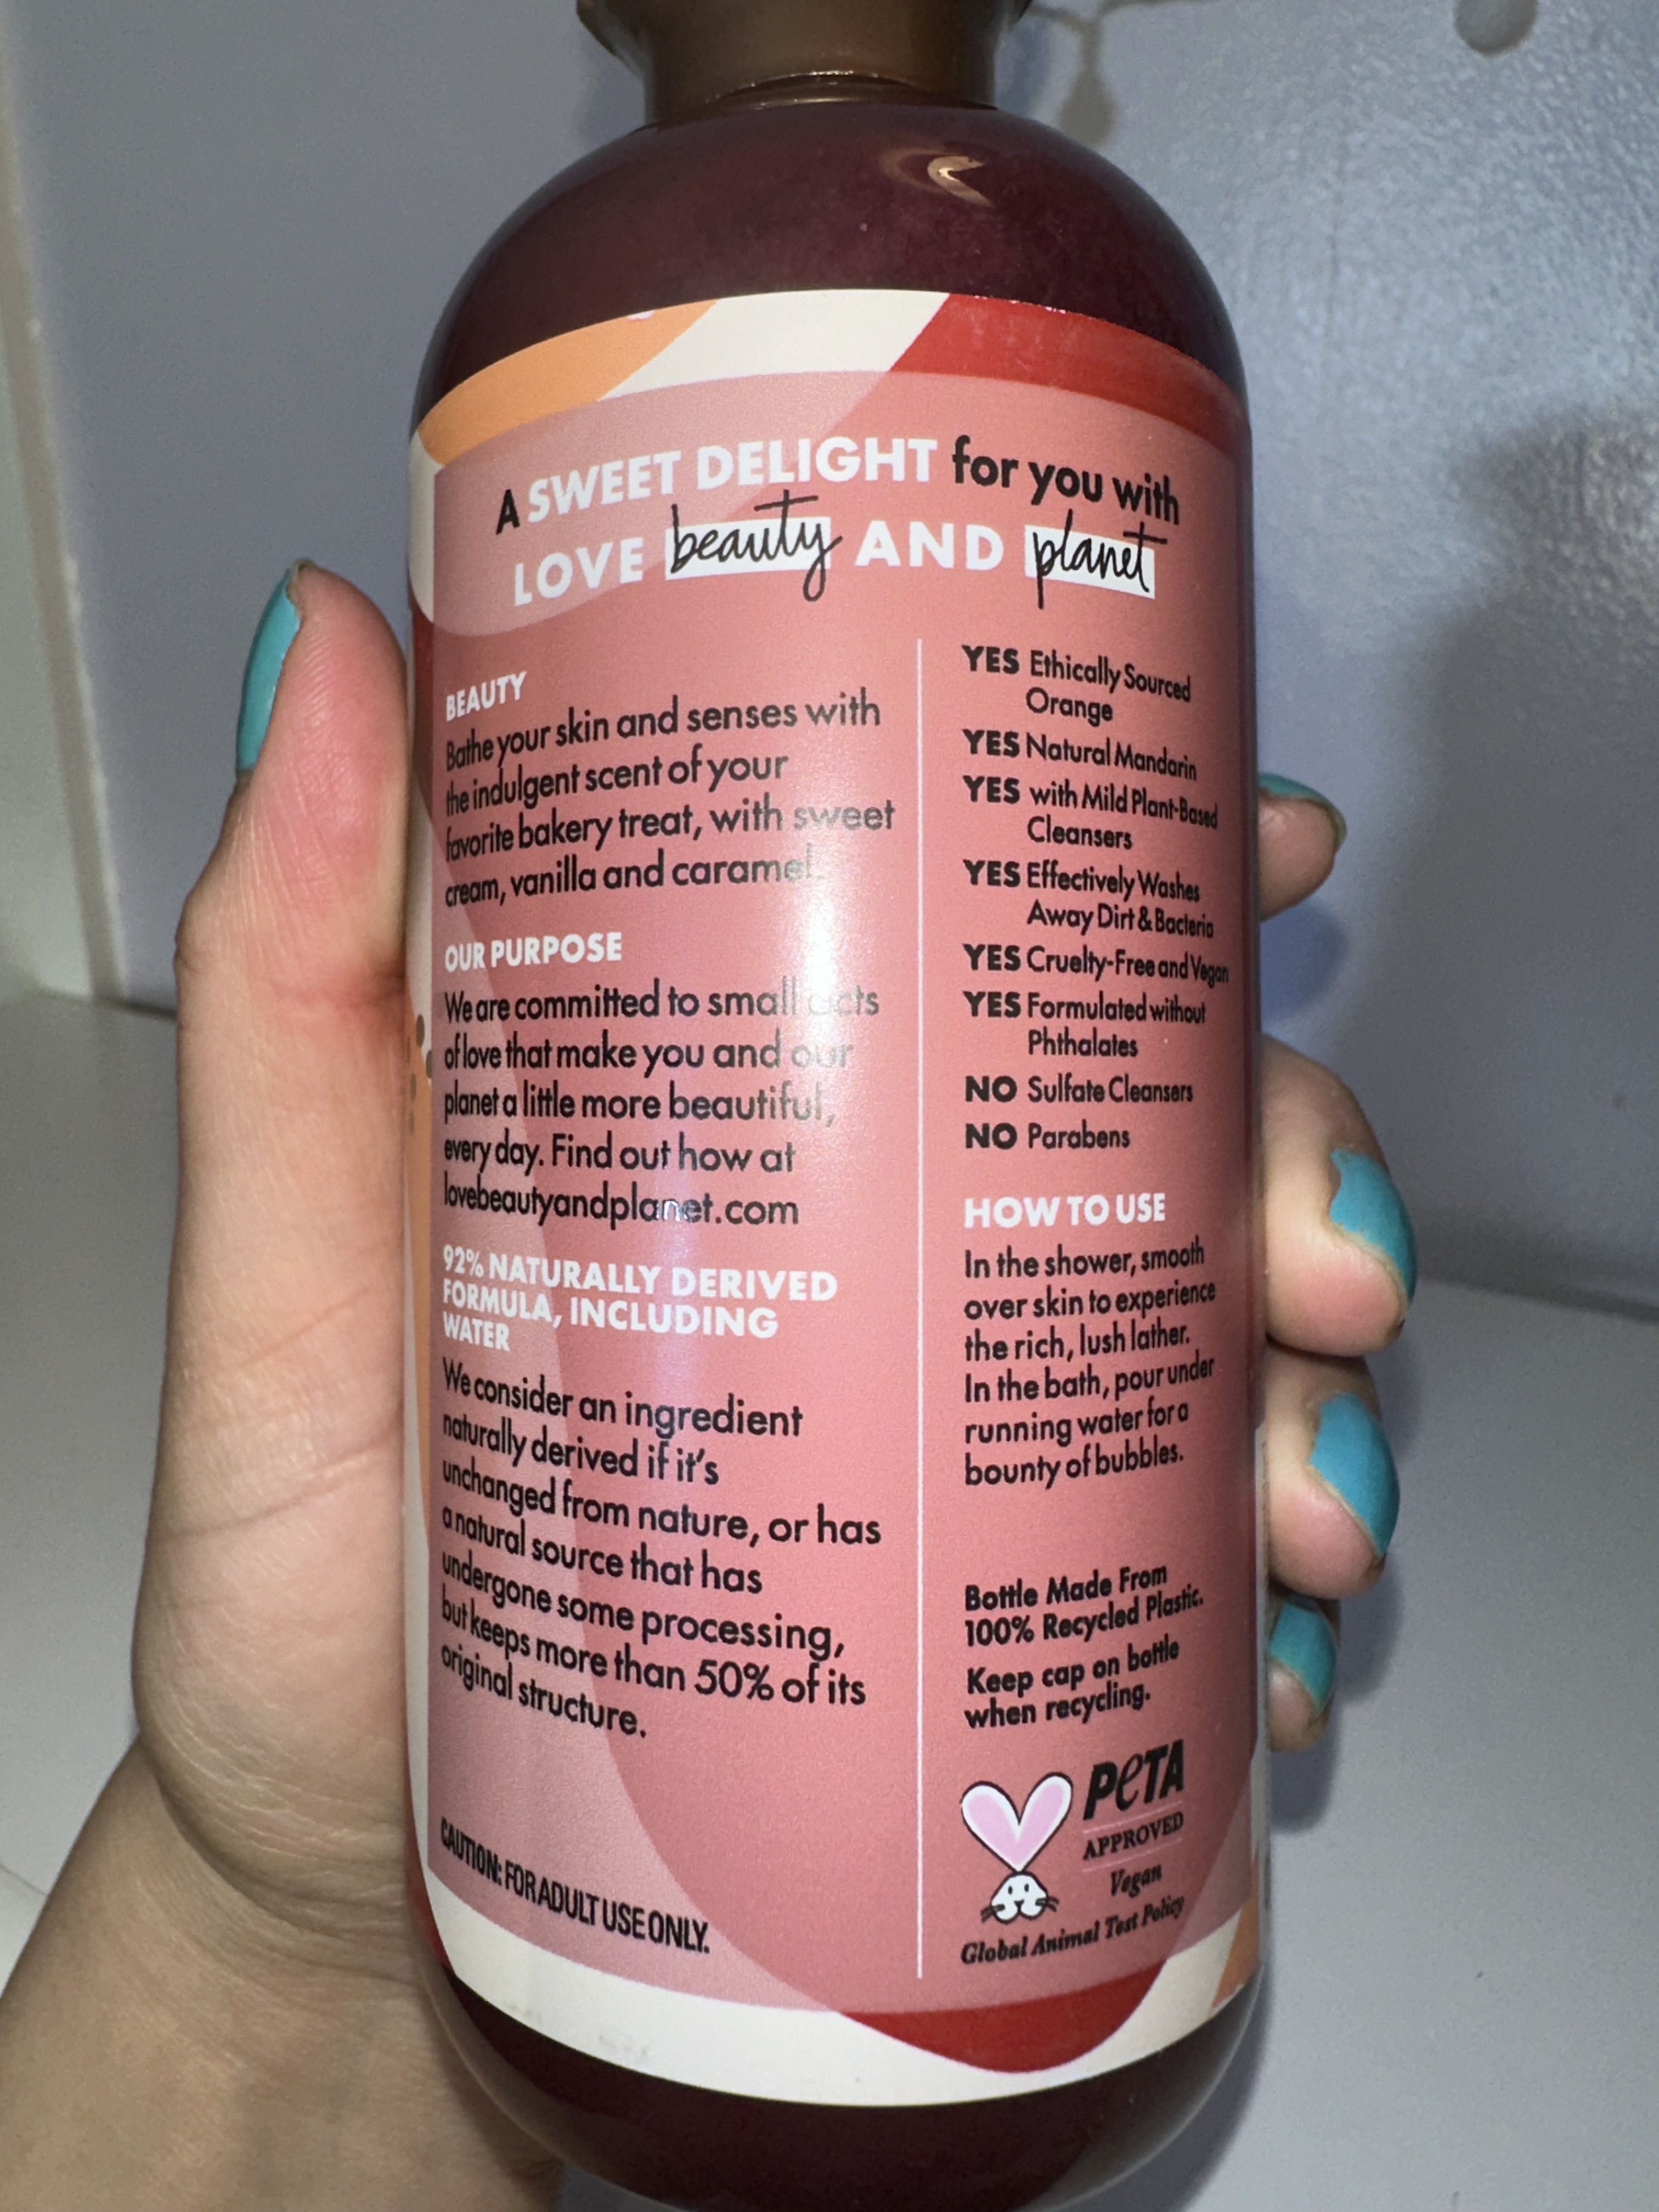 A SWEET DELIGHT for you with
LOVE beauty AND planet
BEAUTY
Bathe your skin and senses with
the indulgent scent of your
favorite bakery treat, with sweet
cream, vanilla and caramel.
OUR PURPOSE
We are committed to small acts
of love that make you and our
planet a little more beautiful,
every day. Find out how at
lovebeautyandplanet.com
92% NATURALLY DERIVED
FORMULA, INCLUDING
WATER
We consider an ingredient
naturally derived if it's
unchanged from nature, or has
a natural source that has
undergone some processing,
but keeps more than 50% of its
original structure.
CAUTION: FOR ADULT USE ONLY.
YES Ethically Sourced
Orange
YES Natural Mandarin
YES with Mild Plant-Based
Cleansers
YES Effectively Washes
Away Dirt & Bacteria
YES Cruelty-Free and Vegan
YES Formulated without
Phthalates
NO Sulfate Cleansers
NO Parabens
HOW TO USE
In the shower, smooth
over skin to experience
the rich, lush lather.
In the bath, pour under
running water for a
bounty of bubbles.
Bottle Made From
100% Recycled Plastic.
Keep cap on bottle
when recycling.
PETA
APPROVED
Vegan
Global Animal Test Policy